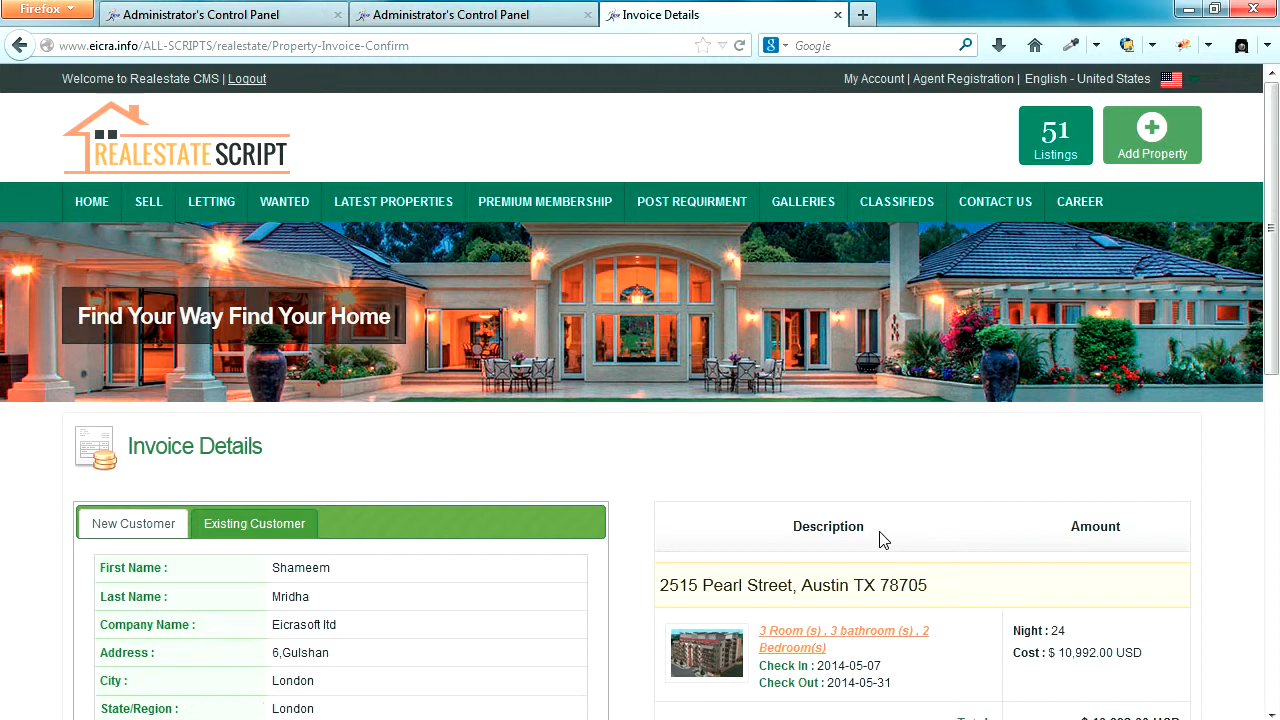 Firefox
Administrator's Control Panel
Administrator's Control Panel
Invoice Details
www.eicra.info/ALL-SCRIPTS/realestate/Property-Invoice-Confirm
Google
Welcome to Realestate CMS | Logout
My Account | Agent Registration | English - United States
REALESTATE SCRIPT
51
Listings
Add Property
HOME
SELL
LETTING
WANTED
LATEST PROPERTIES
PREMIUM MEMBERSHIP
POST REQUIRMENT
GALLERIES
CLASSIFIEDS
CONTACT US
CAREER
Find Your Way Find Your Home
Invoice Details
New Customer
Existing Customer
First Name : Shameem
Last Name : Mridha
Company Name : Eicrasoft ltd
Address : 6,Gulshan
City : London
State/Region : London
Description
Amount
2515 Pearl Street, Austin TX 78705
3 Room (s) , 3 bathroom (s) , 2
Bedroom(s)
Check In : 2014-05-07
Check Out : 2014-05-31
Night : 24
Cost : $ 10,992.00 USD